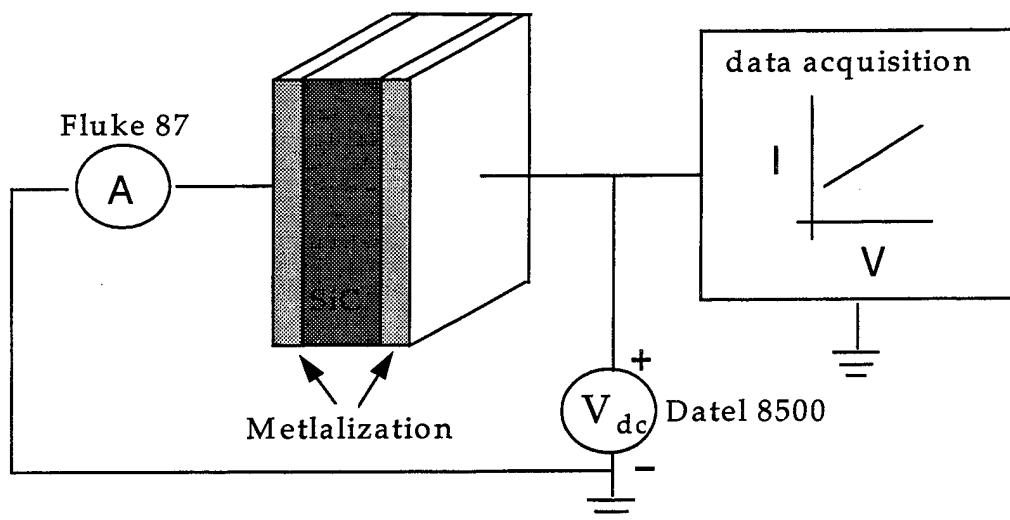 data acquisition
Fluke 87
A
I
V
SiC
+
V dc
Datel 8500
Metlalization
−